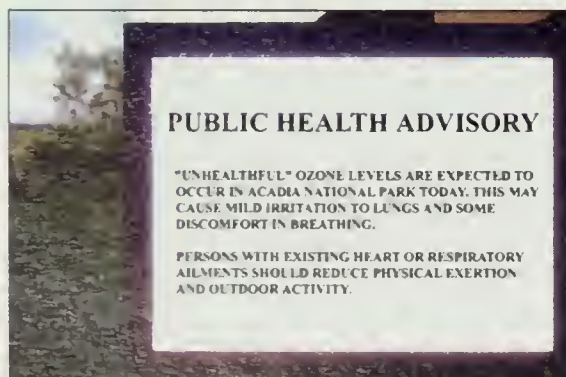 PUBLIC HEALTH ADVISORY
"UNHEALTHFUL" OZONE LEVELS ARE EXPECTED TO
OCCUR IN ACADIA NATIONAL PARK TODAY. THIS MAY
CAUSE MILD IRRITATION TO LUNGS AND SOME
DISCOMFORT IN BREATHING.
PERSONS WITH EXISTING HEART OR RESPIRATORY
AILMENTS SHOULD REDUCE PHYSICAL EXERTION
AND OUTDOOR ACTIVITY.